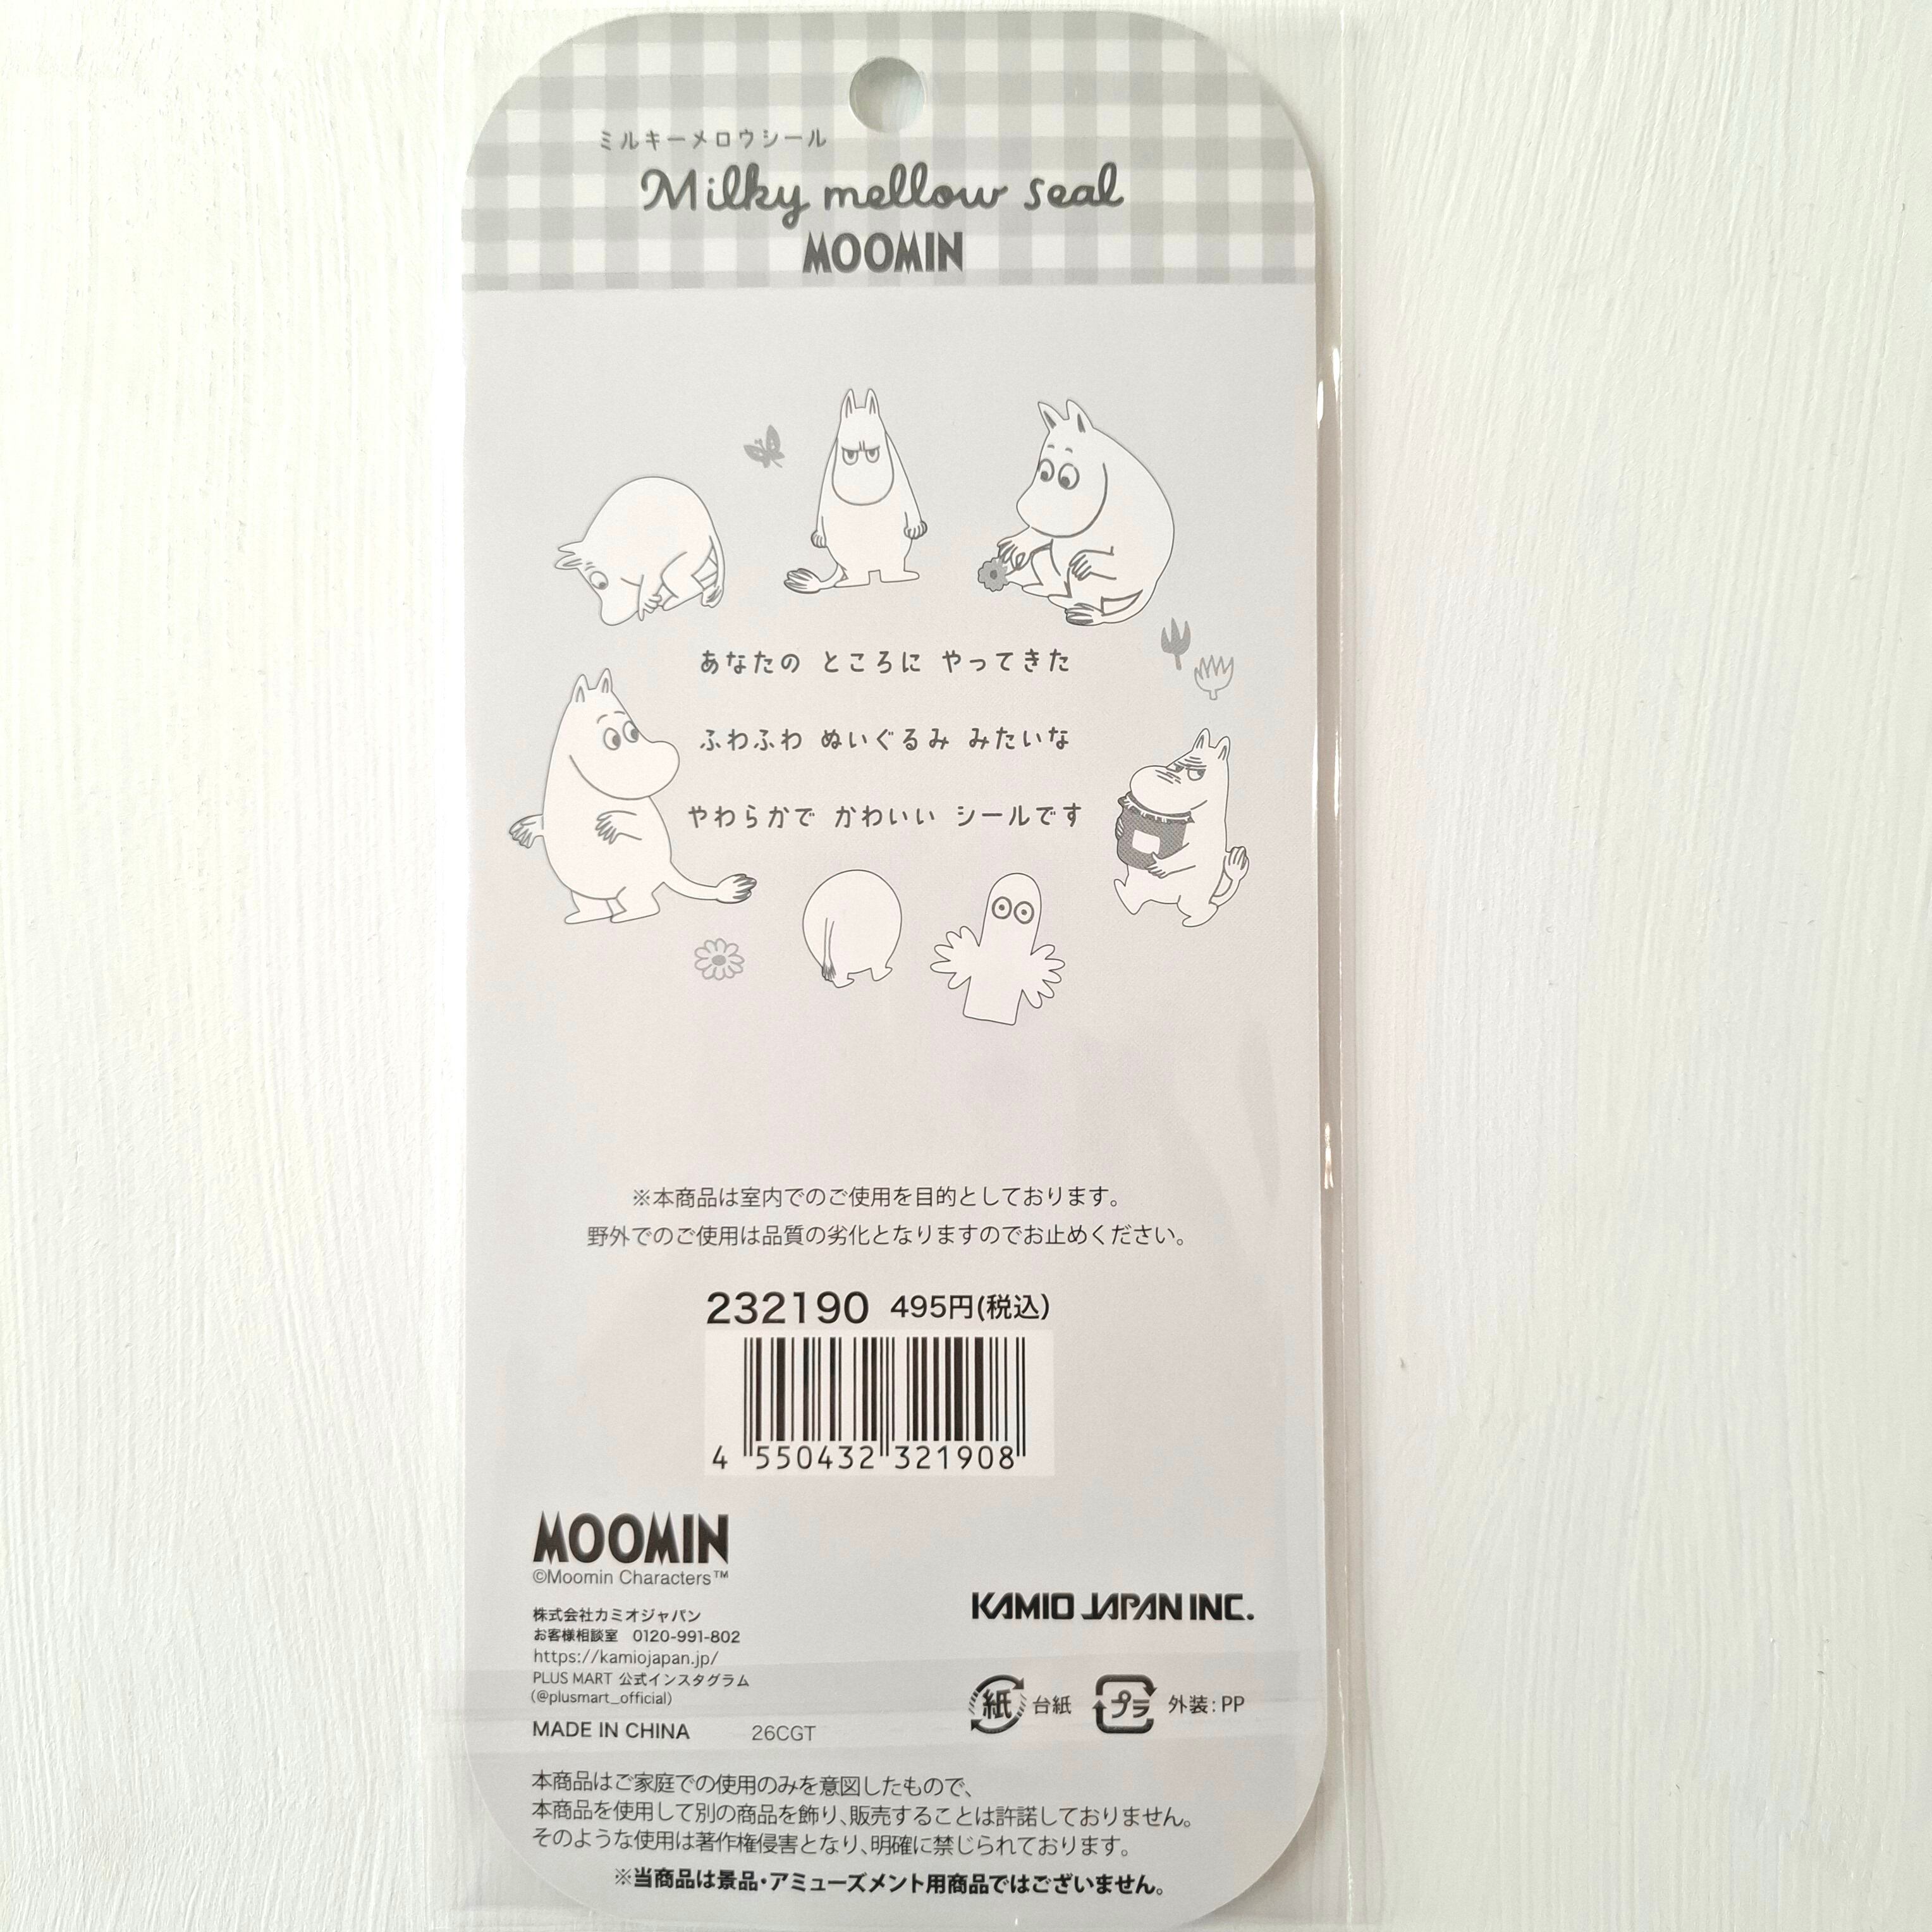 ミルキーメロウシール
Milky mellow seal
MOOMIN
あなたの ところに やってきた
ふわふわ ぬいぐるみ みたいな
やわらかで かわいい シールです
※本商品は室内でのご使用を目的としております。
野外でのご使用は品質の劣化となりますのでお止めください。
232190 495円(税込)
4 550432 321908
MOOMIN
©Moomin Characters™
株式会社カミオジャパン
お客様相談室 0120-991-802
https://kamiojapan.jp/
PLUS MART 公式インスタグラム
(@plusmart_official)
MADE IN CHINA 26CGT
KAMIO JAPAN INC.
紙 台紙 プラ 外装:PP
本商品はご家庭での使用のみを意図したもので、
本商品を使用して別の商品を飾り、販売することは許諾しておりません。
そのような使用は著作権侵害となり、明確に禁じられております。
※当商品は景品・アミューズメント用商品ではございません。